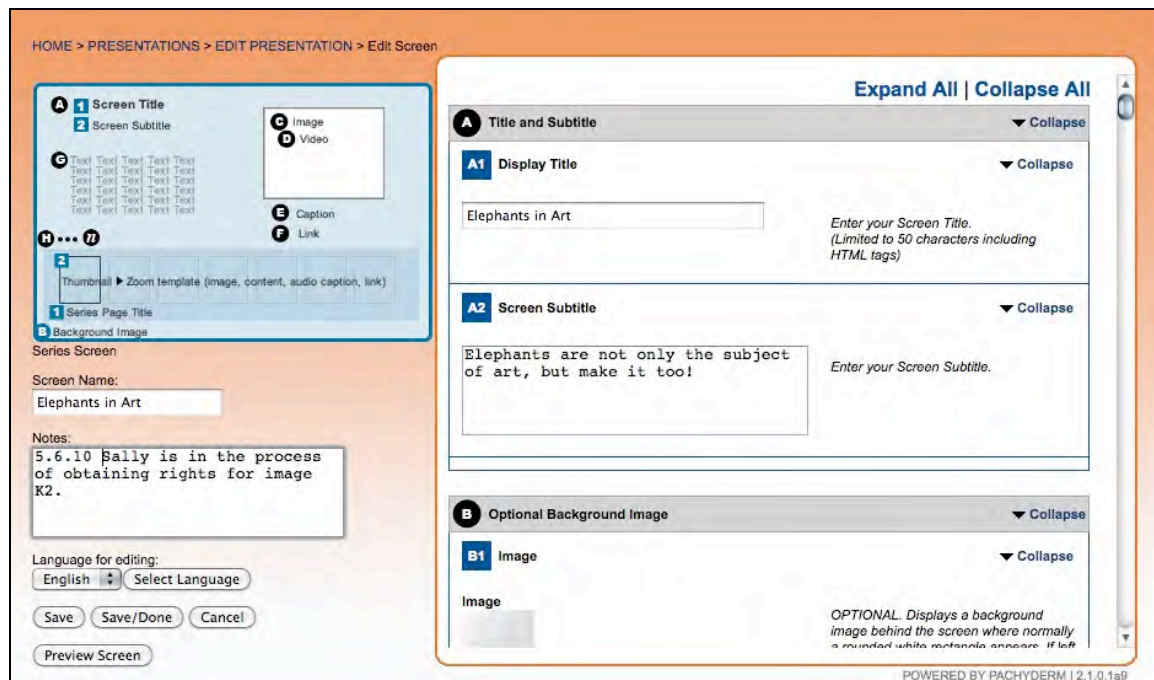 HOME > PRESENTATIONS > EDIT PRESENTATION > Edit Screen
A 1 Screen Title
2 Screen Subtitle
C Image
D Video
G Text Text Text Text Text
Text Text Text Text Text
Text Text Text Text Text
Text Text Text Text Text
Text Text Text Text Text
Text Text Text Text Text
E Caption
F Link
H ••• n
2
Thumbnail ▶ Zoom template (image, content, audio caption, link)
1 Series Page Title
B Background Image
Series Screen
Screen Name:
Elephants in Art
Notes:
5.6.10 Sally is in the process
of obtaining rights for image
K2.
Language for editing:
English Select Language
Save Save/Done Cancel
Preview Screen
Expand All | Collapse All
A Title and Subtitle ▼ Collapse
A1 Display Title ▼ Collapse
Elephants in Art
Enter your Screen Title.
(Limited to 50 characters including
HTML tags)
A2 Screen Subtitle ▼ Collapse
Elephants are not only the subject
of art, but make it too!
Enter your Screen Subtitle.
B Optional Background Image ▼ Collapse
B1 Image ▼ Collapse
Image
OPTIONAL. Displays a background
image behind the screen where normally
a rounded white rectangle appears. If left
POWERED BY PACHYDERM | 2.1.0.1a9